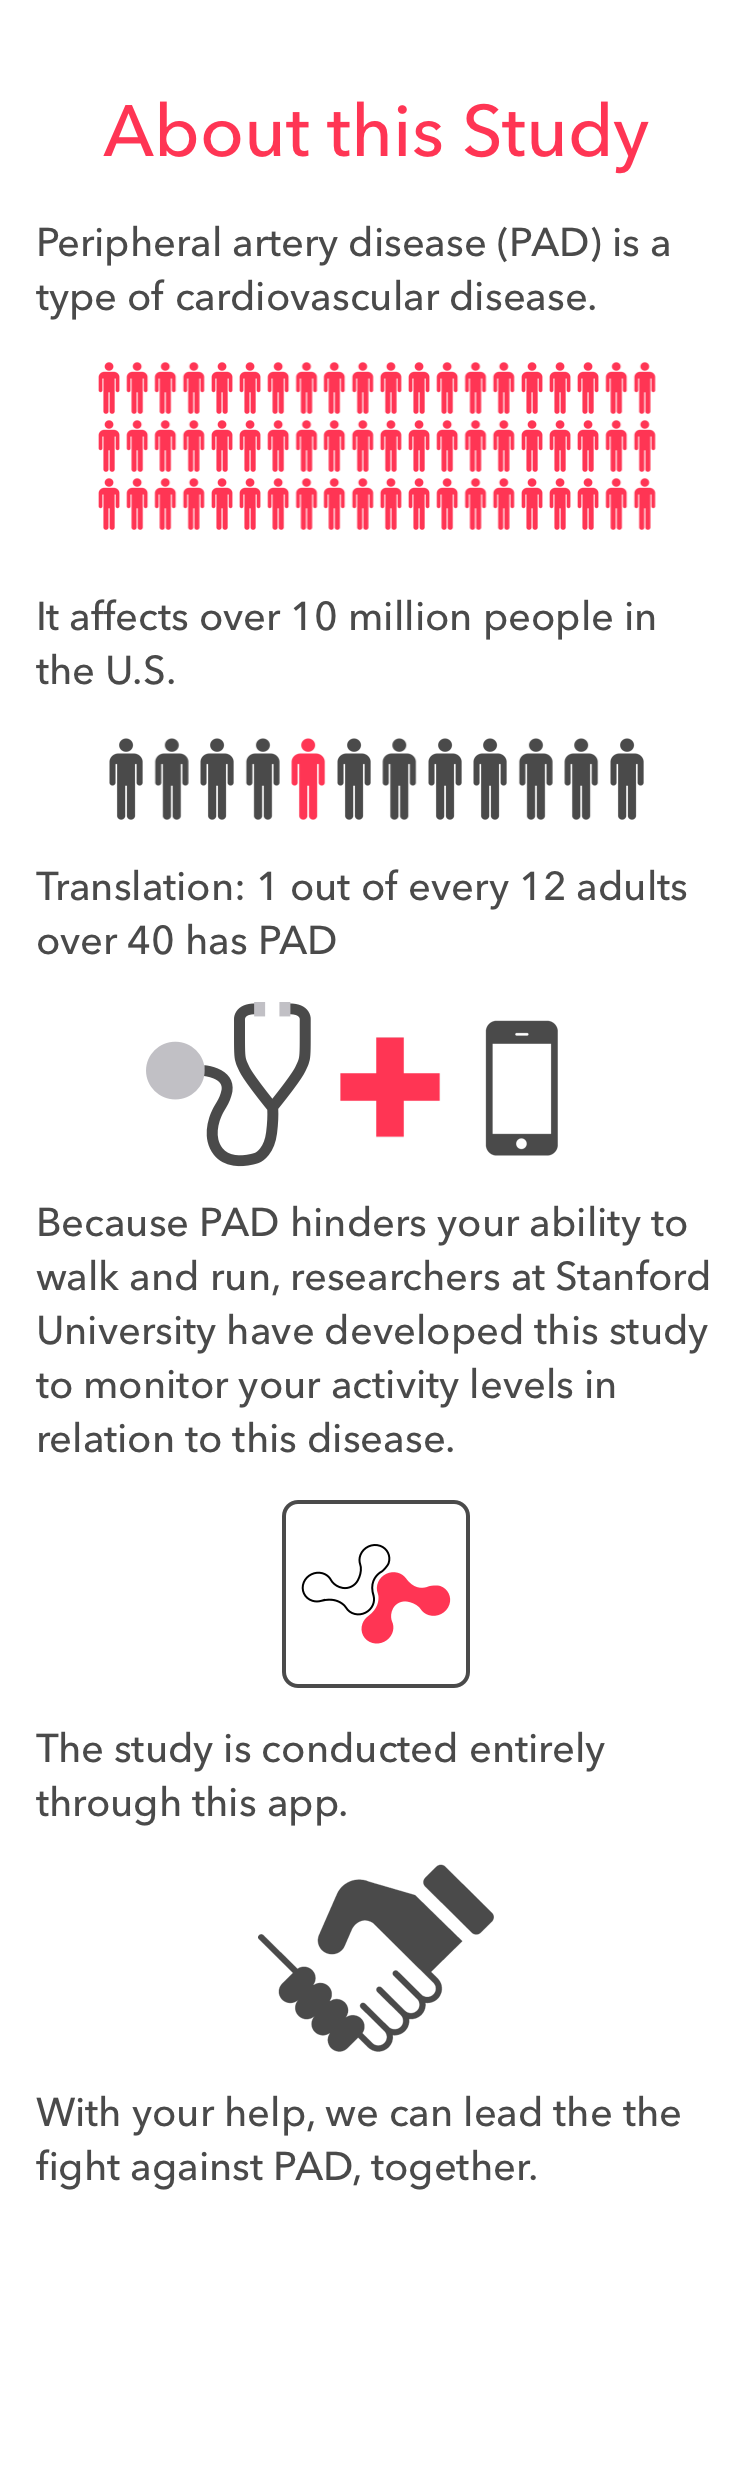 About this Study
Peripheral artery disease (PAD) is a
type of cardiovascular disease.
It affects over 10 million people in
the U.S.
Translation: 1 out of every 12 adults
over 40 has PAD
Because PAD hinders your ability to
walk and run, researchers at Stanford
University have developed this study
to monitor your activity levels in
relation to this disease.
The study is conducted entirely
through this app.
With your help, we can lead the the
fight against PAD, together.